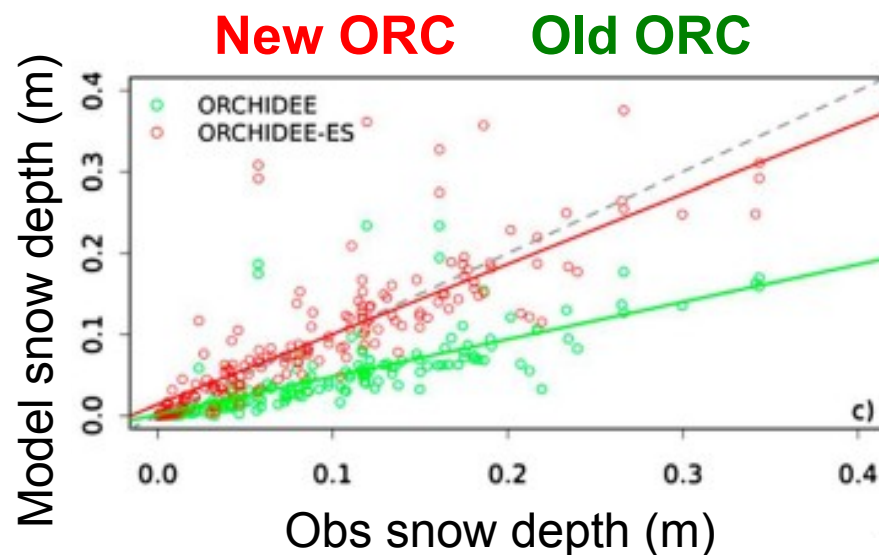 New ORC Old ORC
Model snow depth (m)
0.4
0.3
0.2
0.1
0.0
ORCHIDEE
ORCHIDEE-ES
c)
0.0 0.1 0.2 0.3 0.4
Obs snow depth (m)